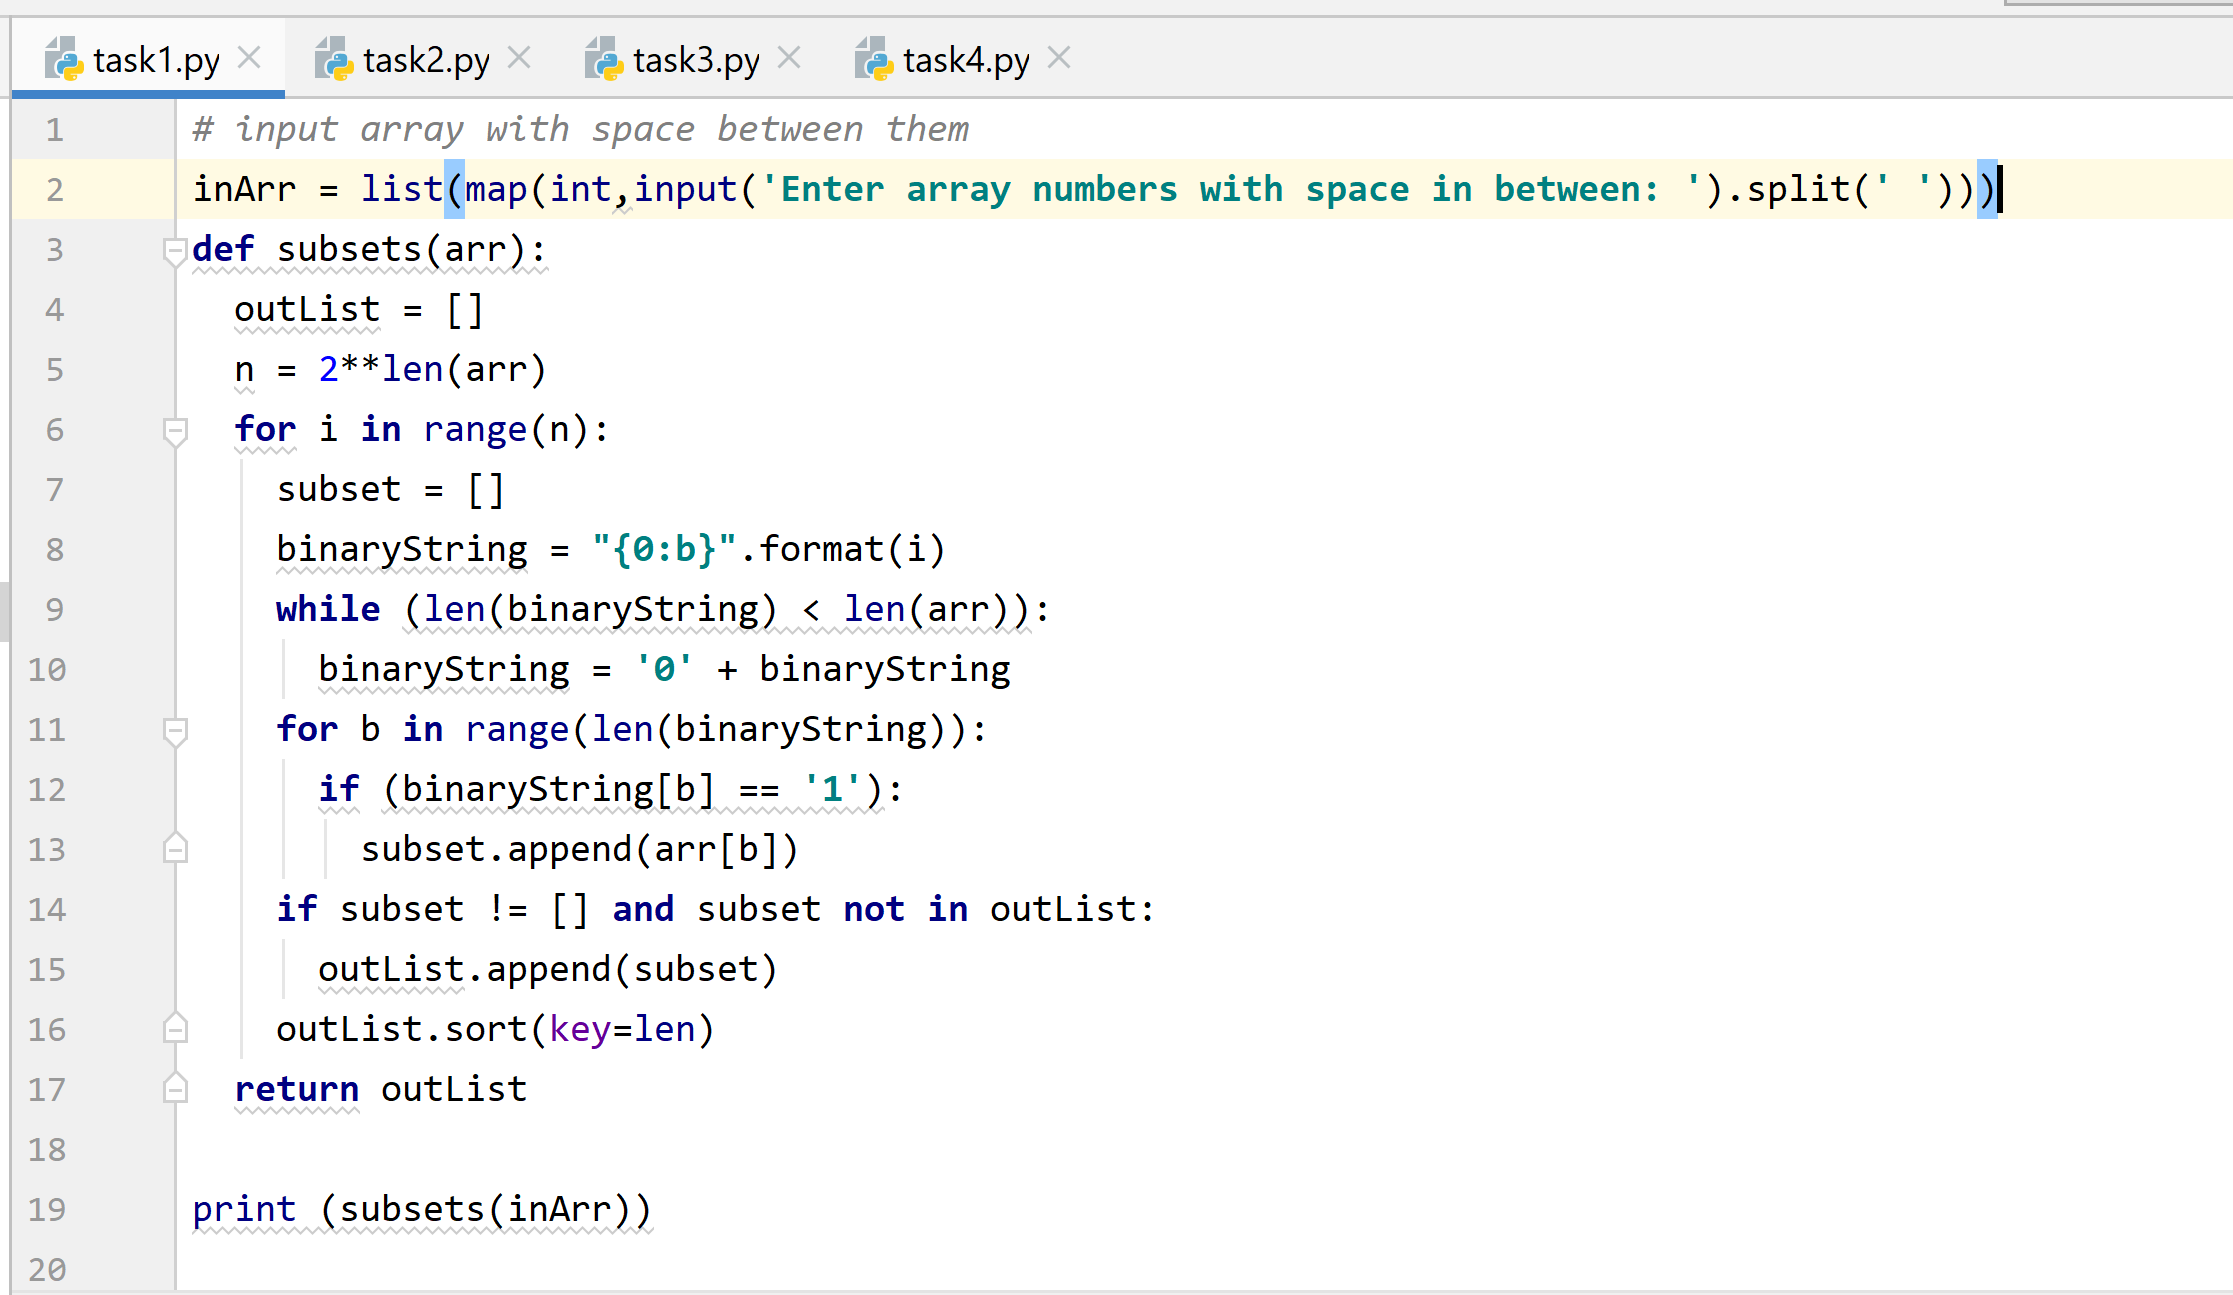 task1.py task2.py task3.py task4.py
1 # input array with space between them
2 inArr = list(map(int,input('Enter array numbers with space in between: ').split(' ')))
3 def subsets(arr):
4   outList = []
5   n = 2**len(arr)
6   for i in range(n):
7     subset = []
8     binaryString = "{0:b}".format(i)
9     while (len(binaryString) < len(arr)):
10       binaryString = '0' + binaryString
11     for b in range(len(binaryString)):
12       if (binaryString[b] == '1'):
13         subset.append(arr[b])
14     if subset != [] and subset not in outList:
15       outList.append(subset)
16     outList.sort(key=len)
17   return outList
18
19 print (subsets(inArr))
20